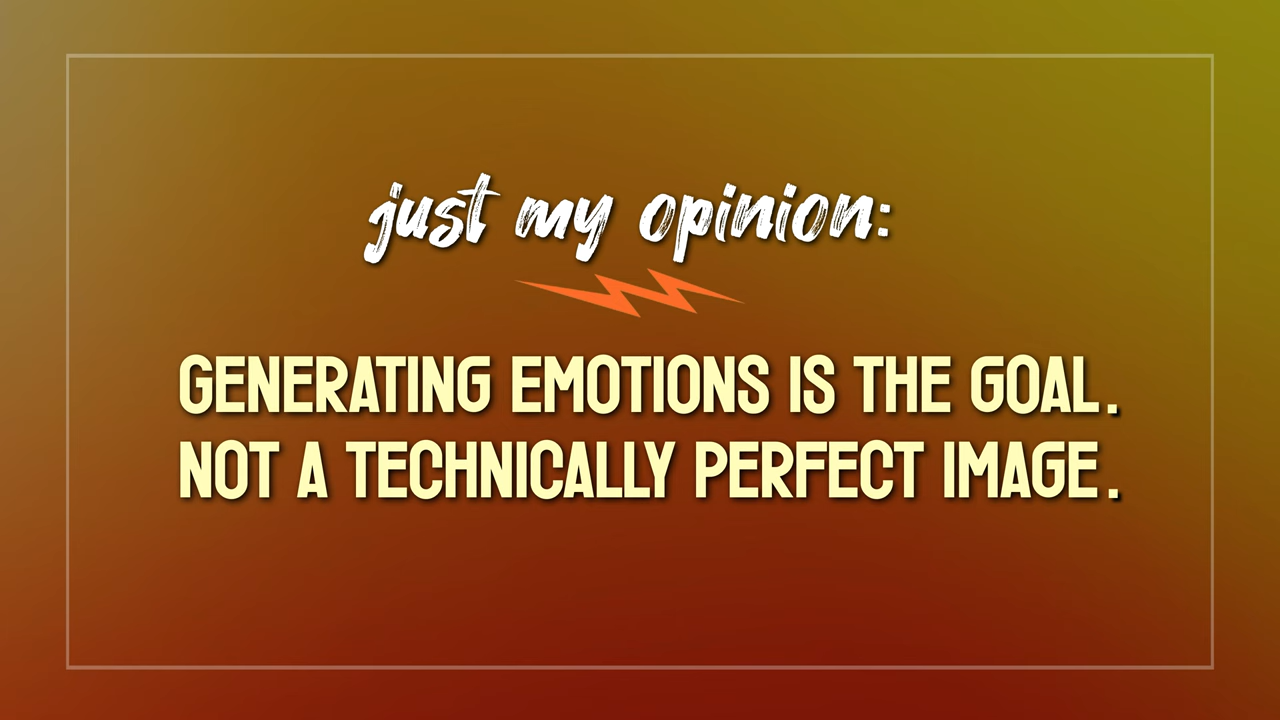 just my opinion:
GENERATING EMOTIONS IS THE GOAL.
NOT A TECHNICALLY PERFECT IMAGE.